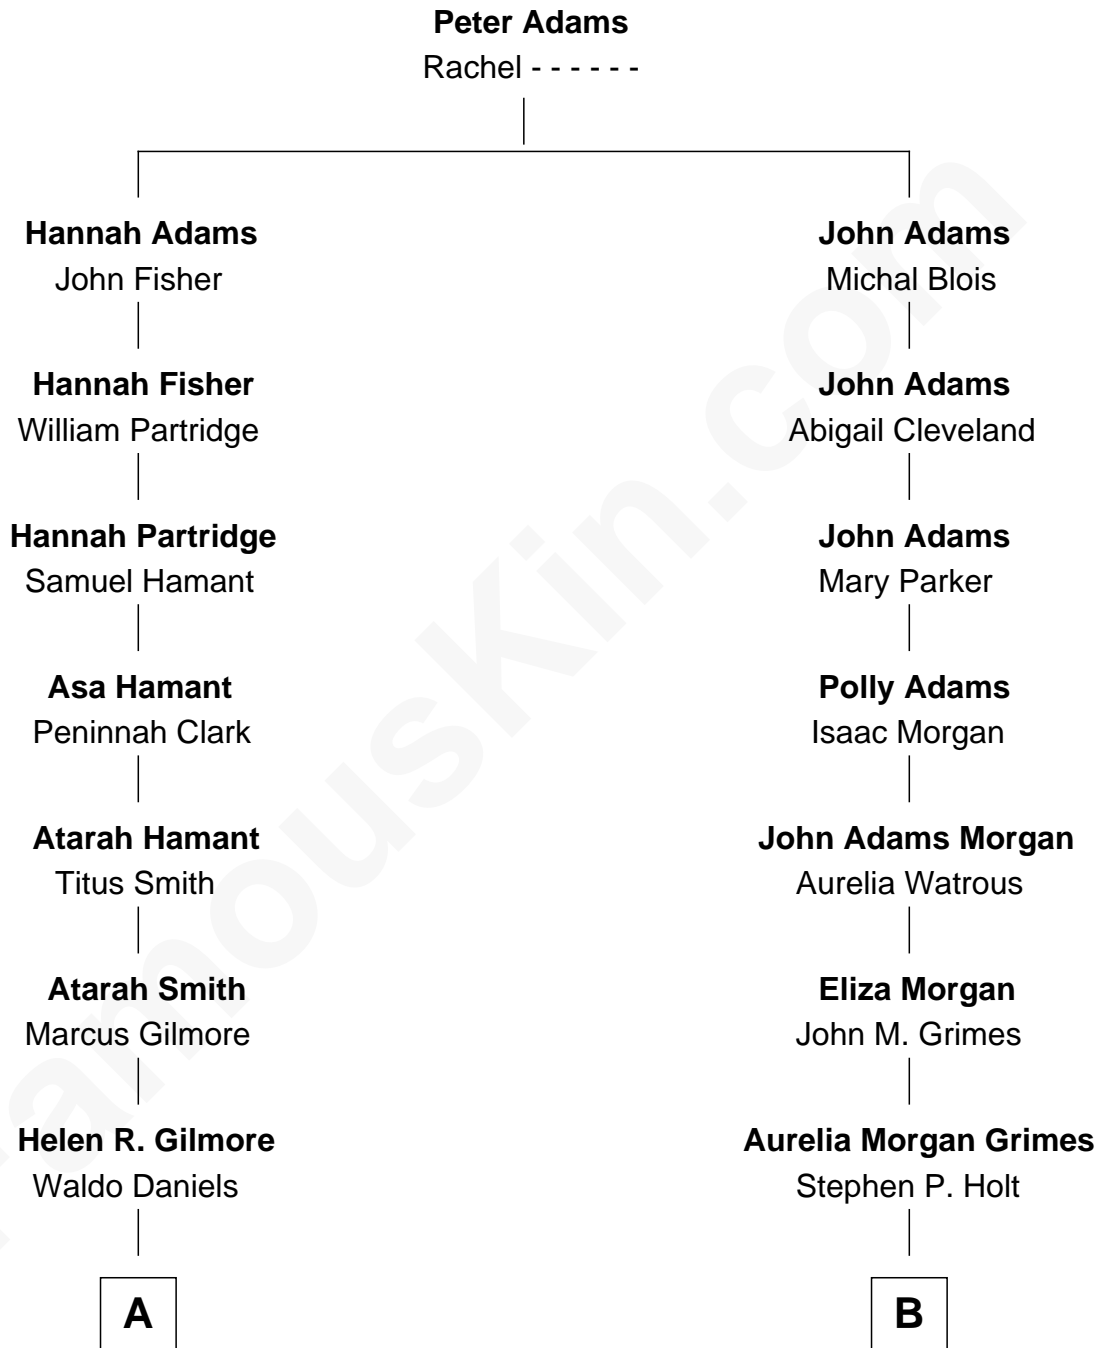 Peter Adams
Rachel - - - - - -
Hannah Adams
John Fisher
John Adams
Michal Blois
Hannah Fisher
William Partridge
John Adams
Abigail Cleveland
Hannah Partridge
Samuel Hamant
John Adams
Mary Parker
Asa Hamant
Peninnah Clark
Polly Adams
Isaac Morgan
Atarah Hamant
Titus Smith
John Adams Morgan
Aurelia Watrous
Atarah Smith
Marcus Gilmore
Eliza Morgan
John M. Grimes
Helen R. Gilmore
Waldo Daniels
Aurelia Morgan Grimes
Stephen P. Holt
A
B
FamousKin.com